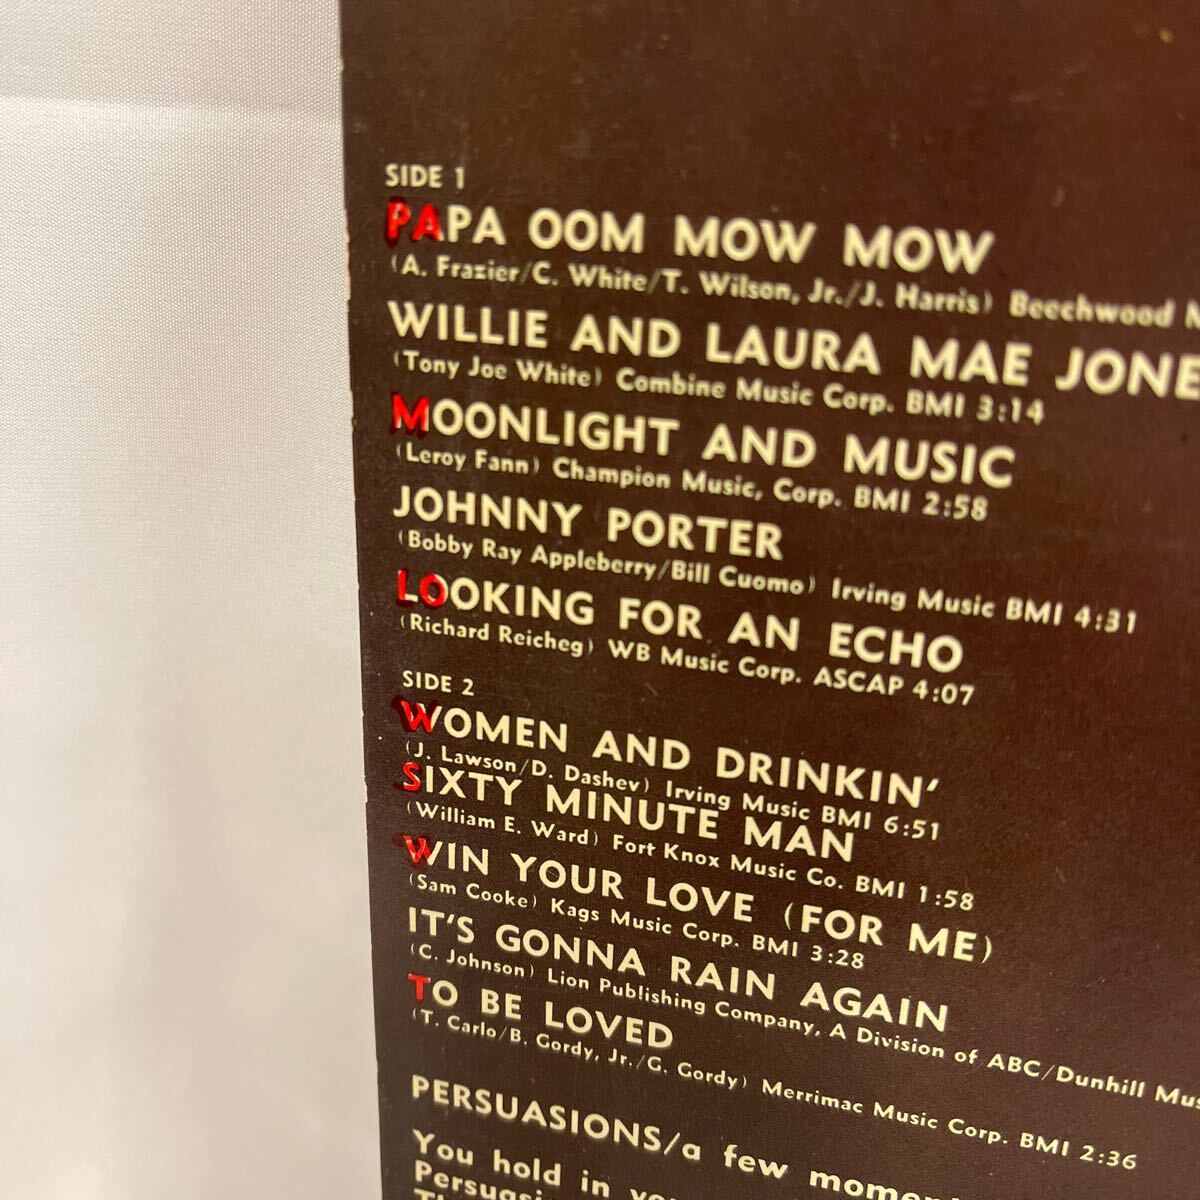 SIDE 1
PAPA OOM MOW MOW
(A. Frazier/C. White/T. Wilson, Jr./J. Harris) Beechwood
WILLIE AND LAURA MAE JONE
(Tony Joe White) Combine Music Corp. BMI 3:14
MOONLIGHT AND MUSIC
(Leroy Fann) Champion Music, Corp. BMI 2:58
JOHNNY PORTER
(Bobby Ray Appleberry/Bill Cuomo) Irving Music BMI 4:31
LOOKING FOR AN ECHO
(Richard Reicheg) WB Music Corp. ASCAP 4:07
SIDE 2
WOMEN AND DRINKIN'
(J. Lawson/D. Dashev) Irving Music BMI 6:51
SIXTY MINUTE MAN
(William E. Ward) Fort Knox Music Co. BMI 1:58
WIN YOUR LOVE (FOR ME)
(Sam Cooke) Kags Music Corp. BMI 3:28
IT'S GONNA RAIN AGAIN
(C. Johnson) Lion Publishing Company, A Division of ABC/Dunhill Mus
TO BE LOVED
(T. Carlo/B. Gordy, Jr./G. Gordy) Merrimac Music Corp. BMI 2:36
PERSUASIONS/a few momen
You hold in
Persuasi